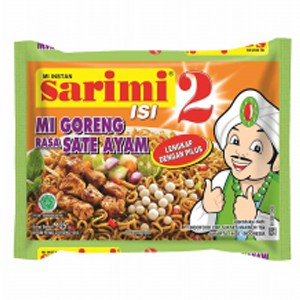 MI INSTAN
sarimi
ISI 2
MI GORENG
RASA SATE AYAM
LENGKAP
DENGAN PILUS